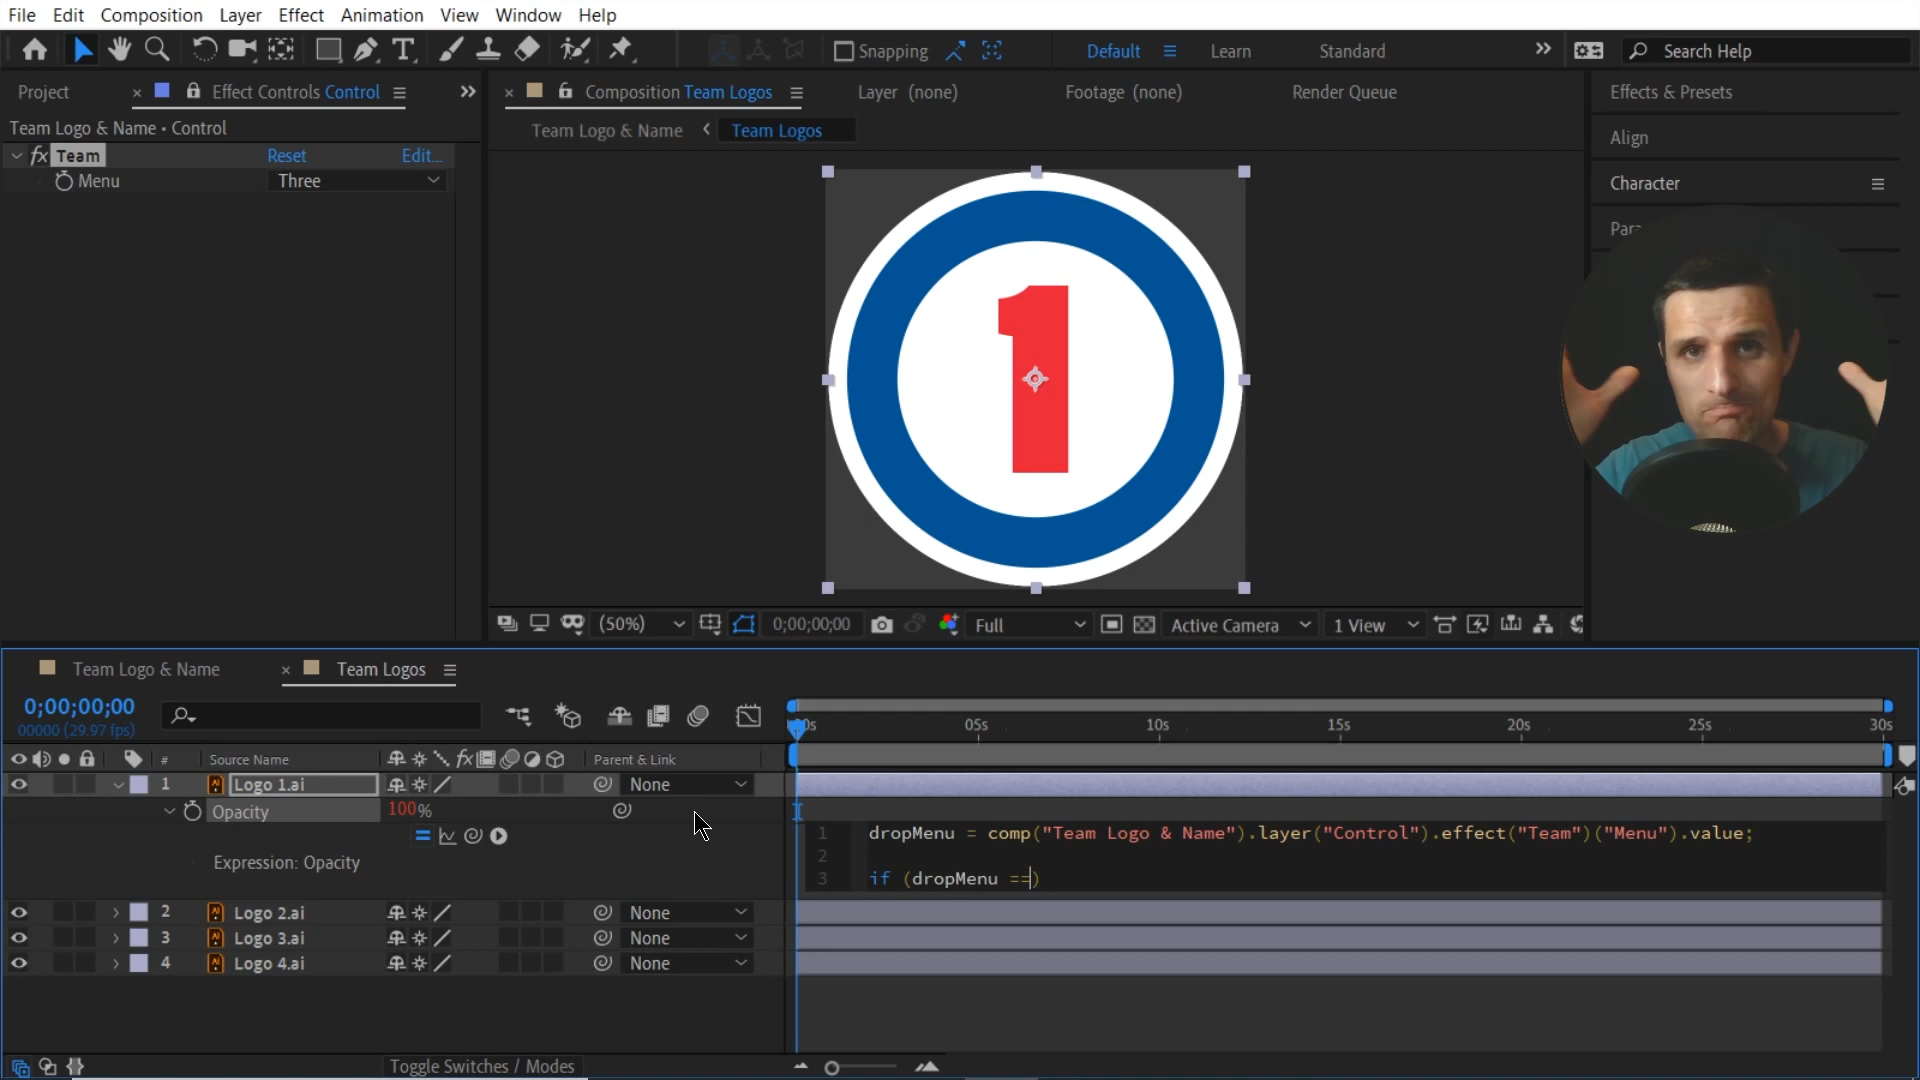 File Edit Composition Layer Effect Animation View Window Help
Snapping Default Learn Standard Search Help
Project Effect Controls Control
Team Logo & Name • Control
fx Team Reset Edit...
Menu Three
Composition Team Logos Layer (none) Footage (none) Render Queue
Team Logo & Name Team Logos
1
Effects & Presets
Align
Character
(50%) 0;00;00;00 Full Active Camera 1 View
Team Logo & Name Team Logos
0;00;00;00
00000 (29.97 fps)
00s 05s 10s 15s 20s 25s 30s
# Source Name fx Parent & Link
1 Ai Logo 1.ai None
Opacity 100%
Expression: Opacity
1 dropMenu = comp("Team Logo & Name").layer("Control").effect("Team")("Menu").value;
2
3 if (dropMenu ==)
2 Ai Logo 2.ai None
3 Ai Logo 3.ai None
4 Ai Logo 4.ai None
Toggle Switches / Modes